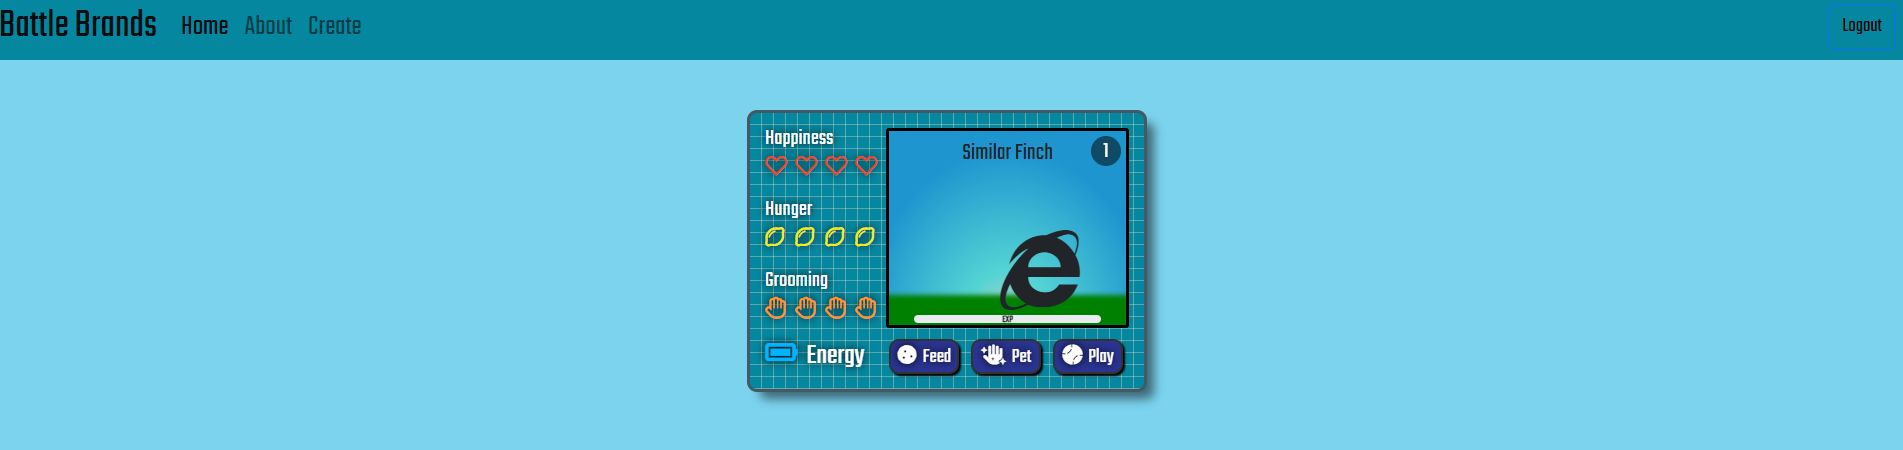 Battle Brands Home About Create Logout
Happiness
Similar Finch 1
Hunger
Grooming
EXP
Energy Feed Pet Play